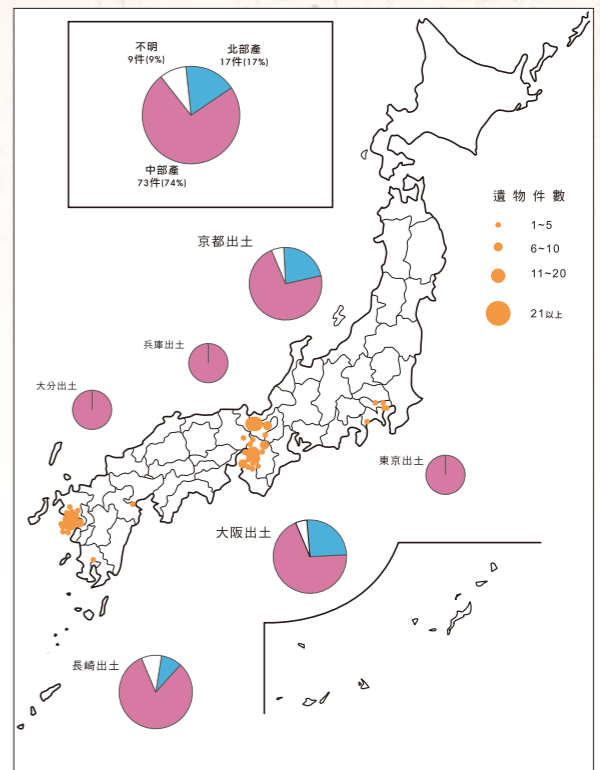 不明
9件(9%)
北部產
17件(17%)
中部產
73件(74%)
遺物件數
1~5
6~10
11~20
21以上
京都出土
兵庫出土
大分出土
東京出土
大阪出土
長崎出土